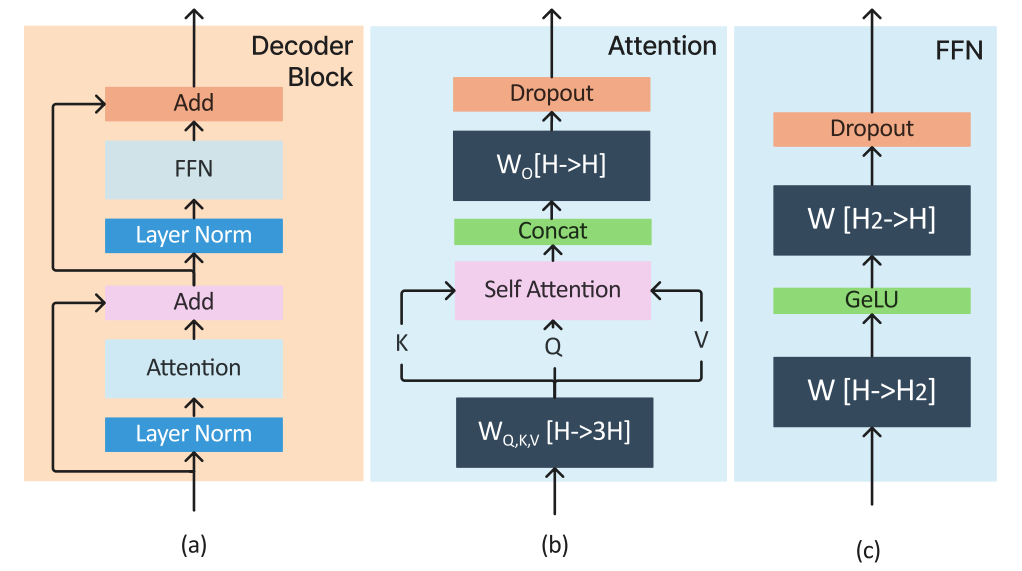 Decoder
Block
Add
FFN
Layer Norm
Add
Attention
Layer Norm
(a)
Attention
Dropout
WO[H->H]
Concat
Self Attention
K
Q
V
WQ,K,V [H->3H]
(b)
FFN
Dropout
W [H2->H]
GeLU
W [H->H2]
(c)